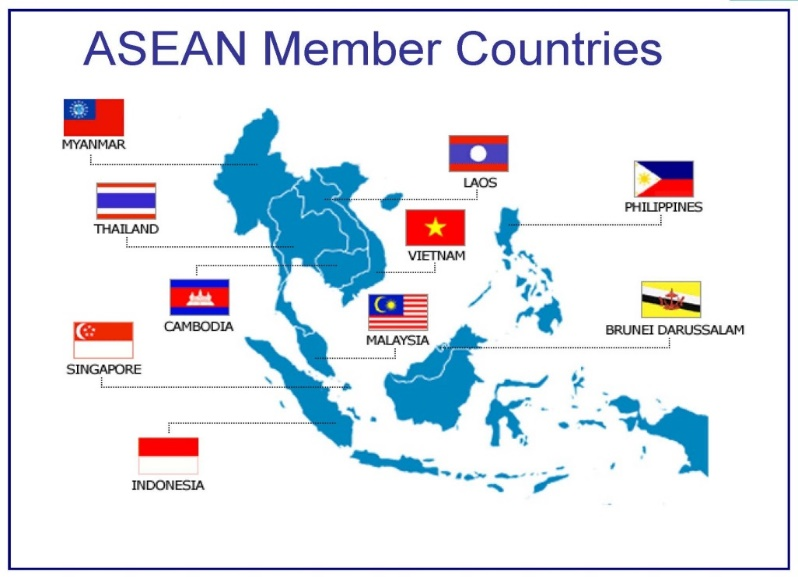 ASEAN Member Countries
MYANMAR
LAOS
PHILIPPINES
THAILAND
VIETNAM
CAMBODIA
MALAYSIA
BRUNEI DARUSSALAM
SINGAPORE
INDONESIA